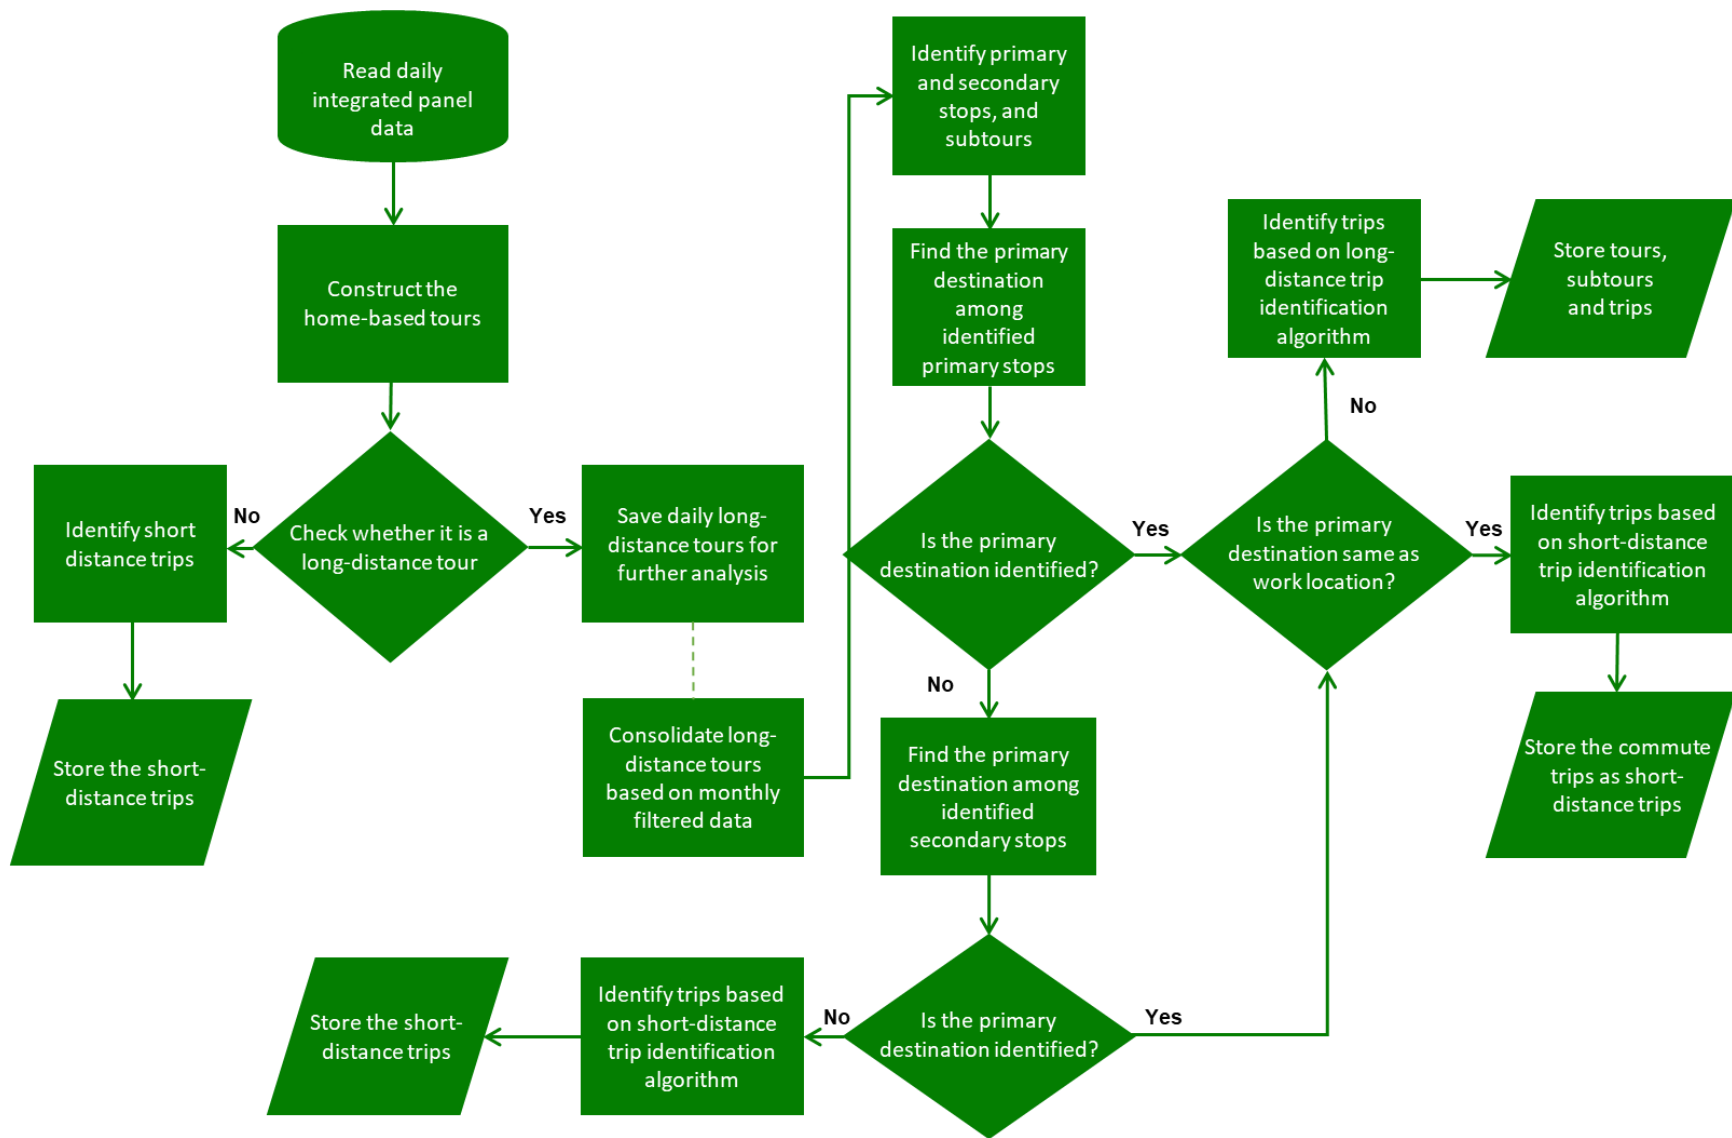 Read daily
integrated panel
data
Construct the
home-based tours
Check whether it is a
long-distance tour
No
Yes
Identify short
distance trips
Store the short-
distance trips
Save daily long-
distance tours for
further analysis
Consolidate long-
distance tours
based on monthly
filtered data
Identify primary
and secondary
stops, and
subtours
Find the primary
destination
among
identified
primary stops
Is the primary
destination identified?
Yes
No
Find the primary
destination among
identified
secondary stops
Is the primary
destination identified?
No
Yes
Identify trips based
on short-distance
trip identification
algorithm
Store the short-
distance trips
Is the primary
destination same as
work location?
No
Yes
Identify trips
based on long-
distance trip
identification
algorithm
Store tours,
subtours
and trips
Identify trips based
on short-distance
trip identification
algorithm
Store the commute
trips as short-
distance trips